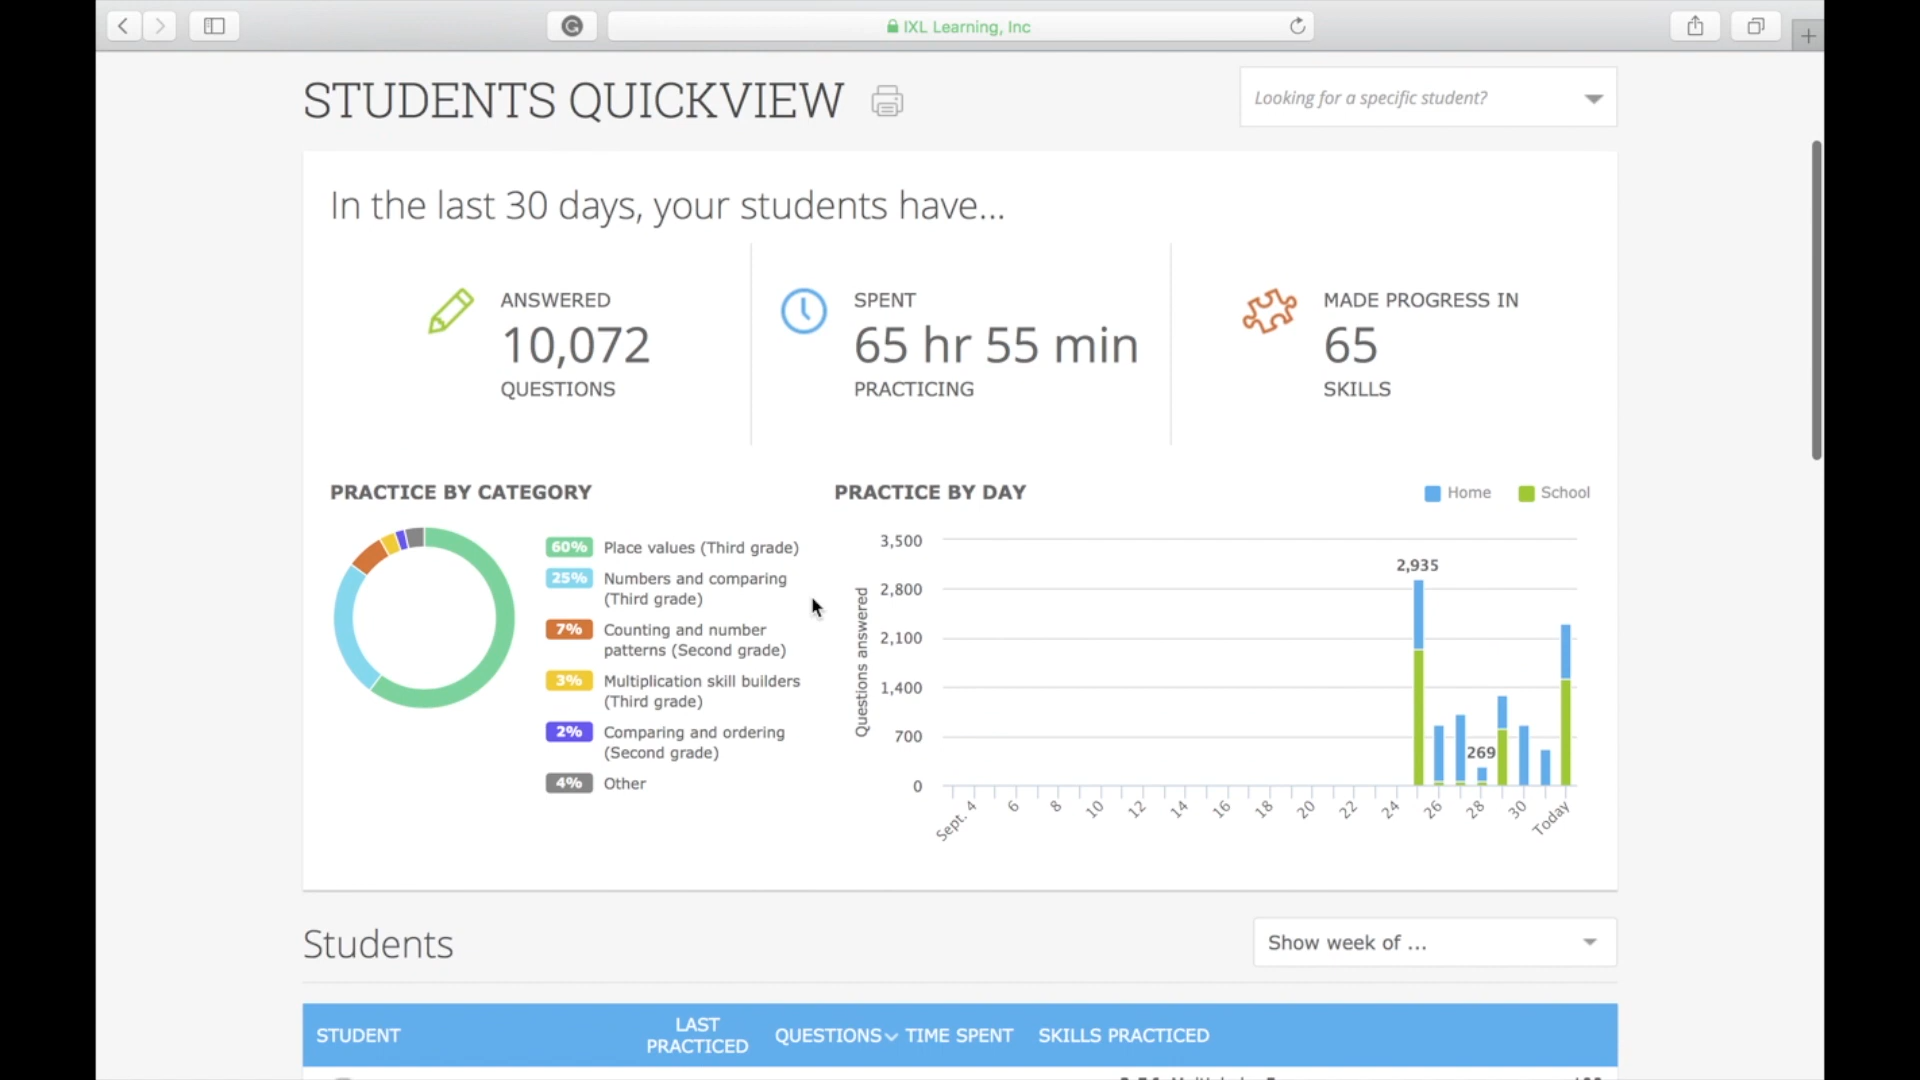 IXL Learning, Inc
STUDENTS QUICKVIEW
Looking for a specific student?
In the last 30 days, your students have...
ANSWERED
10,072
QUESTIONS
SPENT
65 hr 55 min
PRACTICING
MADE PROGRESS IN
65
SKILLS
PRACTICE BY CATEGORY
60% Place values (Third grade)
25% Numbers and comparing
(Third grade)
7% Counting and number
patterns (Second grade)
3% Multiplication skill builders
(Third grade)
2% Comparing and ordering
(Second grade)
4% Other
PRACTICE BY DAY
Home
School
Questions answered
3,500
2,800
2,100
1,400
700
0
2,935
269
Sept. 4
6
8
10
12
14
16
18
20
22
24
26
28
30
Today
Students
Show week of ...
STUDENT
LAST
PRACTICED
QUESTIONS
TIME SPENT
SKILLS PRACTICED